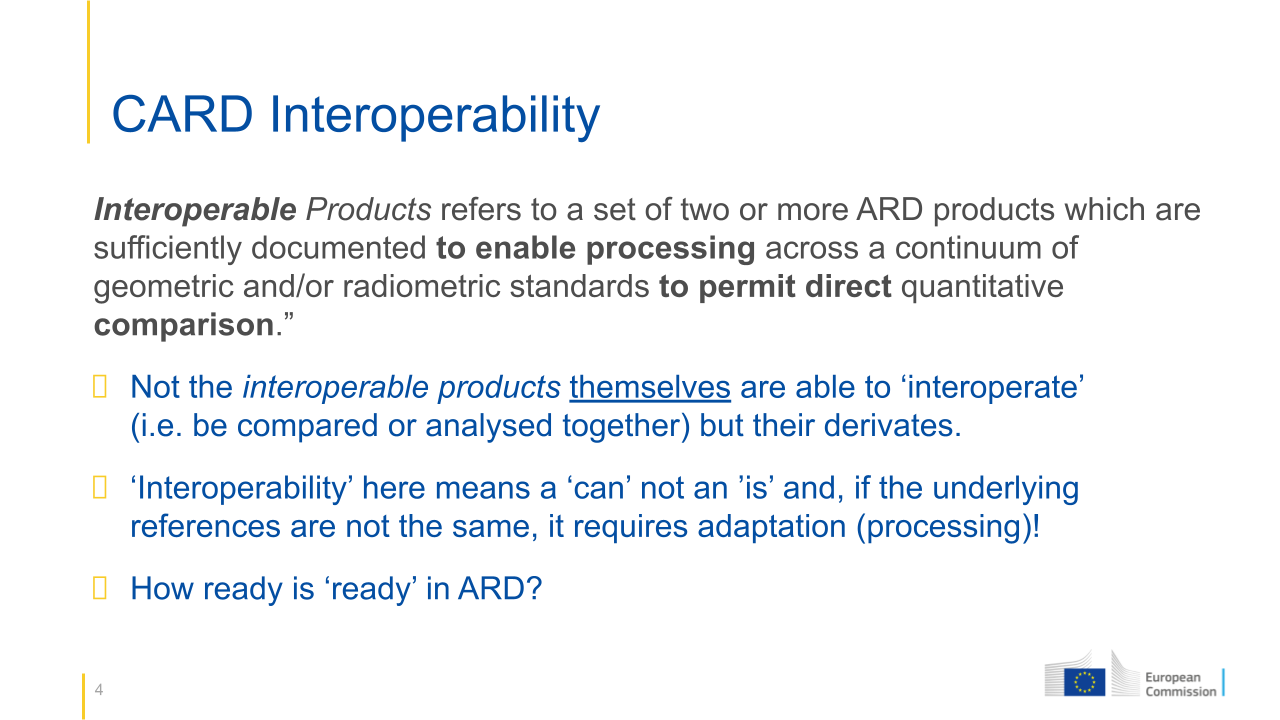 CARD Interoperability
Interoperable Products refers to a set of two or more ARD products which are
sufficiently documented to enable processing across a continuum of
geometric and/or radiometric standards to permit direct quantitative
comparison.”
Not the interoperable products themselves are able to ‘interoperate’
(i.e. be compared or analysed together) but their derivates.
‘Interoperability’ here means a ‘can’ not an ’is’ and, if the underlying
references are not the same, it requires adaptation (processing)!
How ready is ‘ready’ in ARD?
4
European
Commission